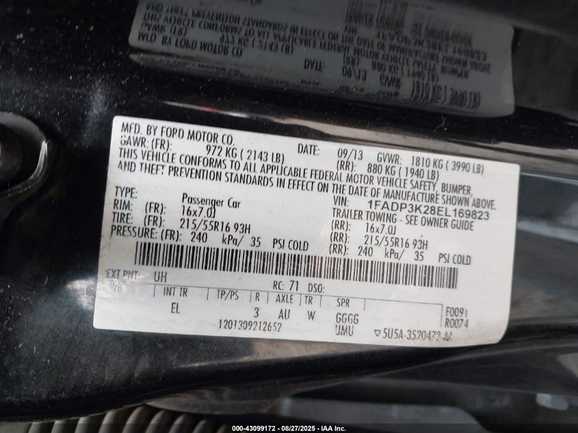 MFD. BY FORD MOTOR CO.
DATE: 09/13 GVWR: 1810 KG (3990 LB)
GAWR: (FR): 972 KG (2143 LB) (RR): 880 KG (1940 LB)
THIS VEHICLE CONFORMS TO ALL APPLICABLE FEDERAL MOTOR VEHICLE SAFETY, BUMPER,
AND THEFT PREVENTION STANDARDS IN EFFECT ON THE DATE OF MANUFACTURE SHOWN ABOVE.
VIN: 1FADP3K28EL169823
TYPE: Passenger Car TRAILER TOWING - SEE OWNER GUIDE
RIM: (FR): 16x7.0J (RR): 16x7.0J
TIRE: (FR): 215/55R16 93H (RR): 215/55R16 93H
PRESSURE: (FR): 240 kPa/ 35 PSI COLD (RR): 240 kPa/ 35 PSI COLD
EXT PNT: UH RC: 71 DSO:
INT TR TP/PS R AXLE TR SPR
EL 3 AU W GGGG
UMU
F0091
R0074
1201309212652
000-43099172 - 08/27/2025 - IAA Inc.